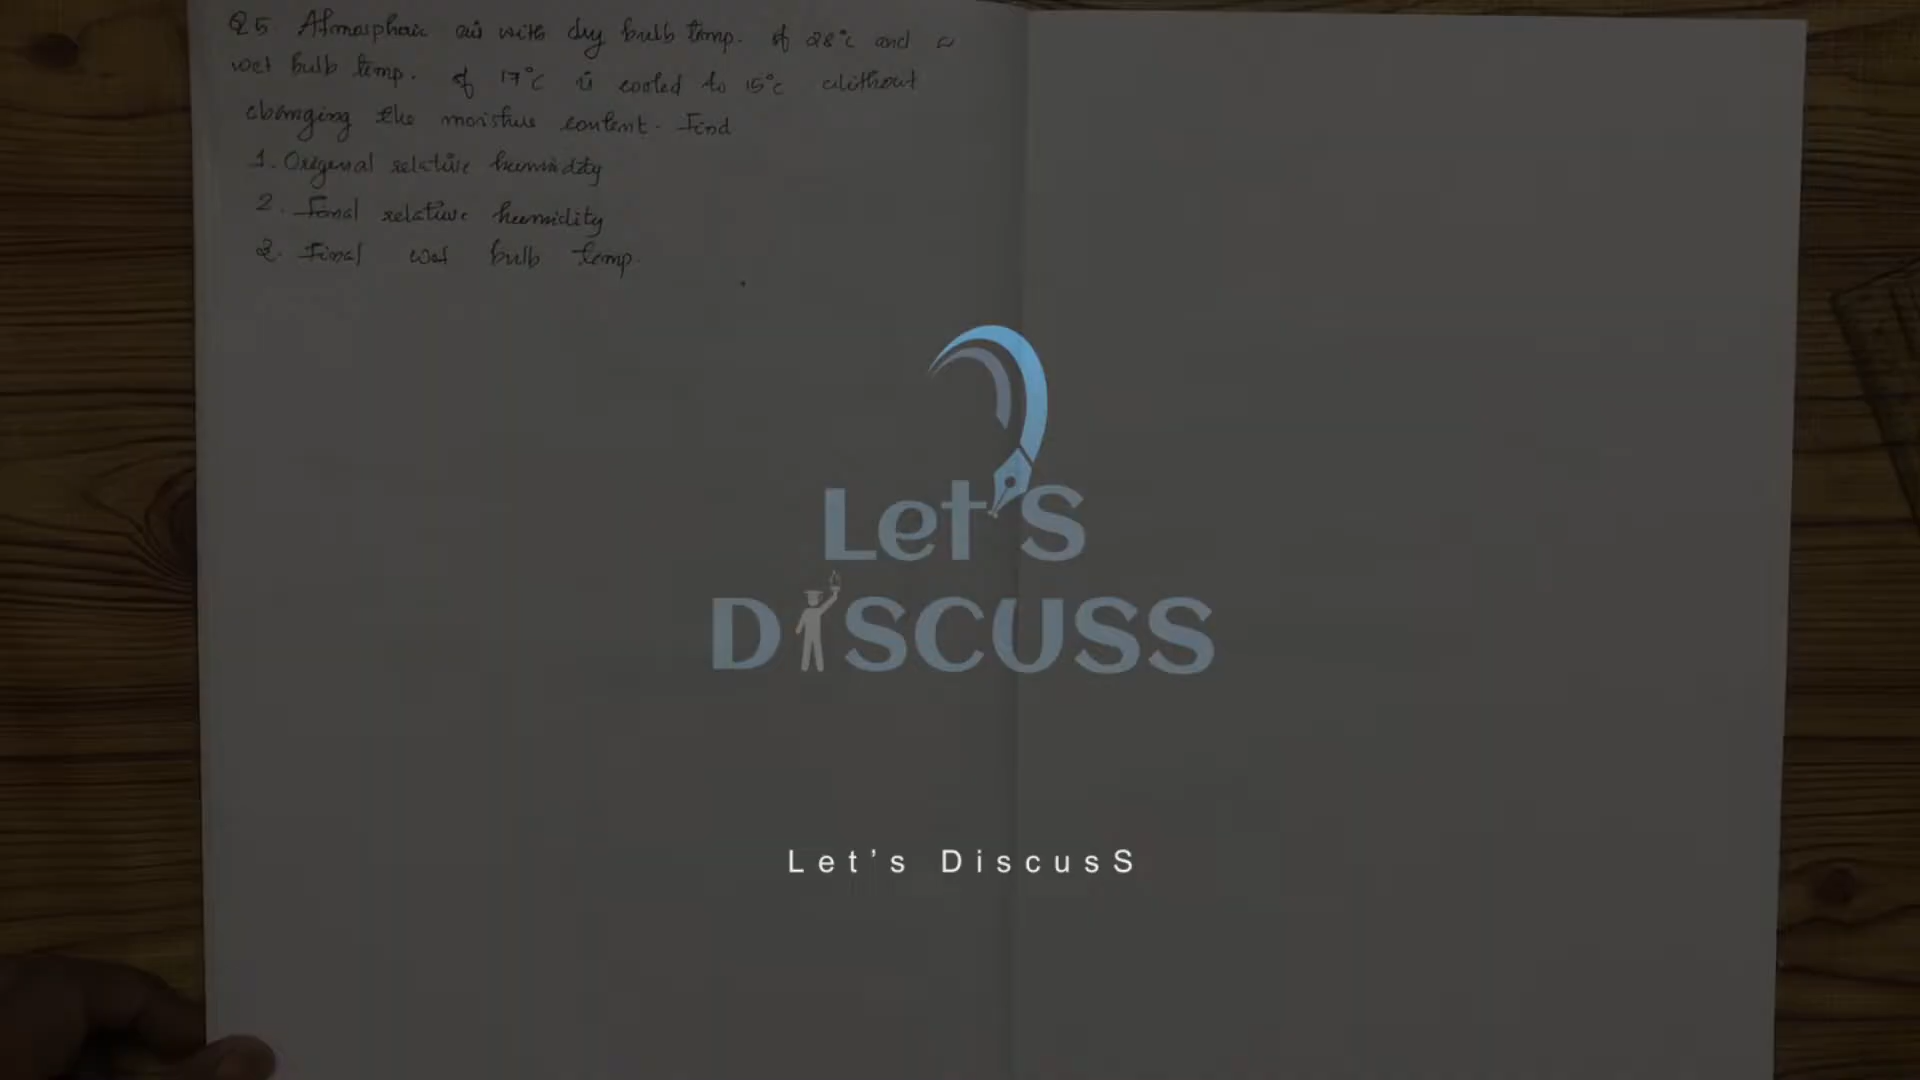 Q5. Atmospheric air with dry bulb temp. of 28°C and a
wet bulb temp. of 17°C is cooled to 15°C without
changing the moisture content. Find
1. Original relative humidity
2. Final relative humidity
3. Final wet bulb temp.
Let's
DISCUSS
Let's DiscusS